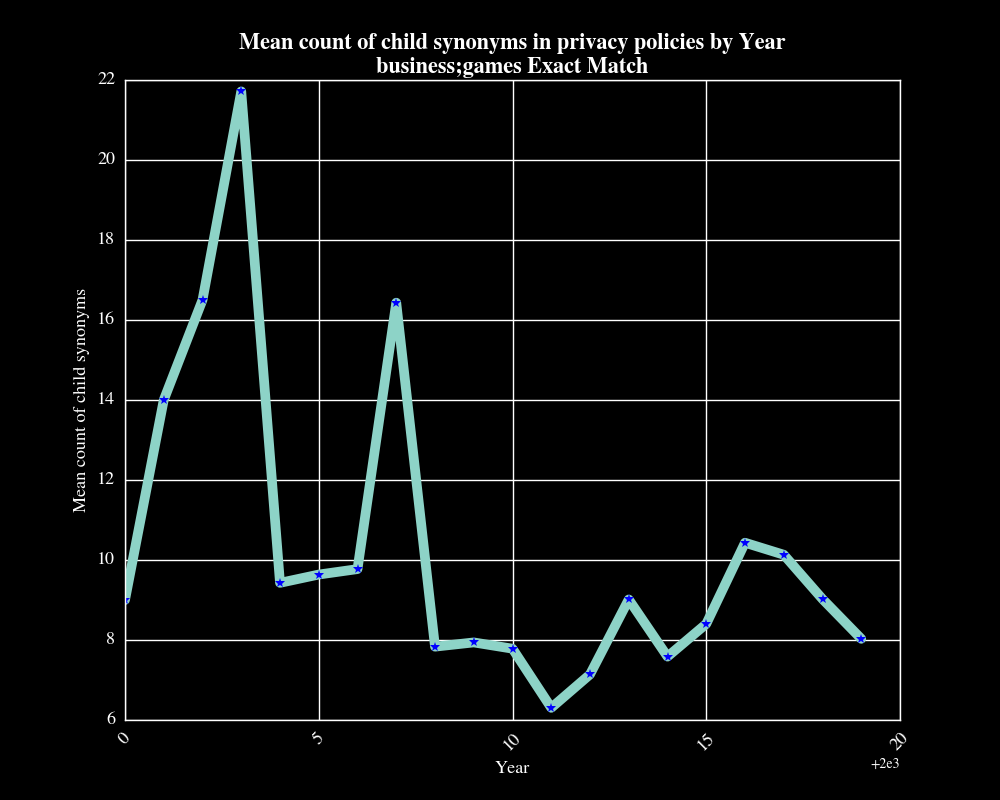 Mean count of child synonyms in privacy policies by Year
business;games Exact Match
22
20
18
16
14
12
10
8
6
Mean count of child synonyms
0
5
10
15
20
Year
+2e3